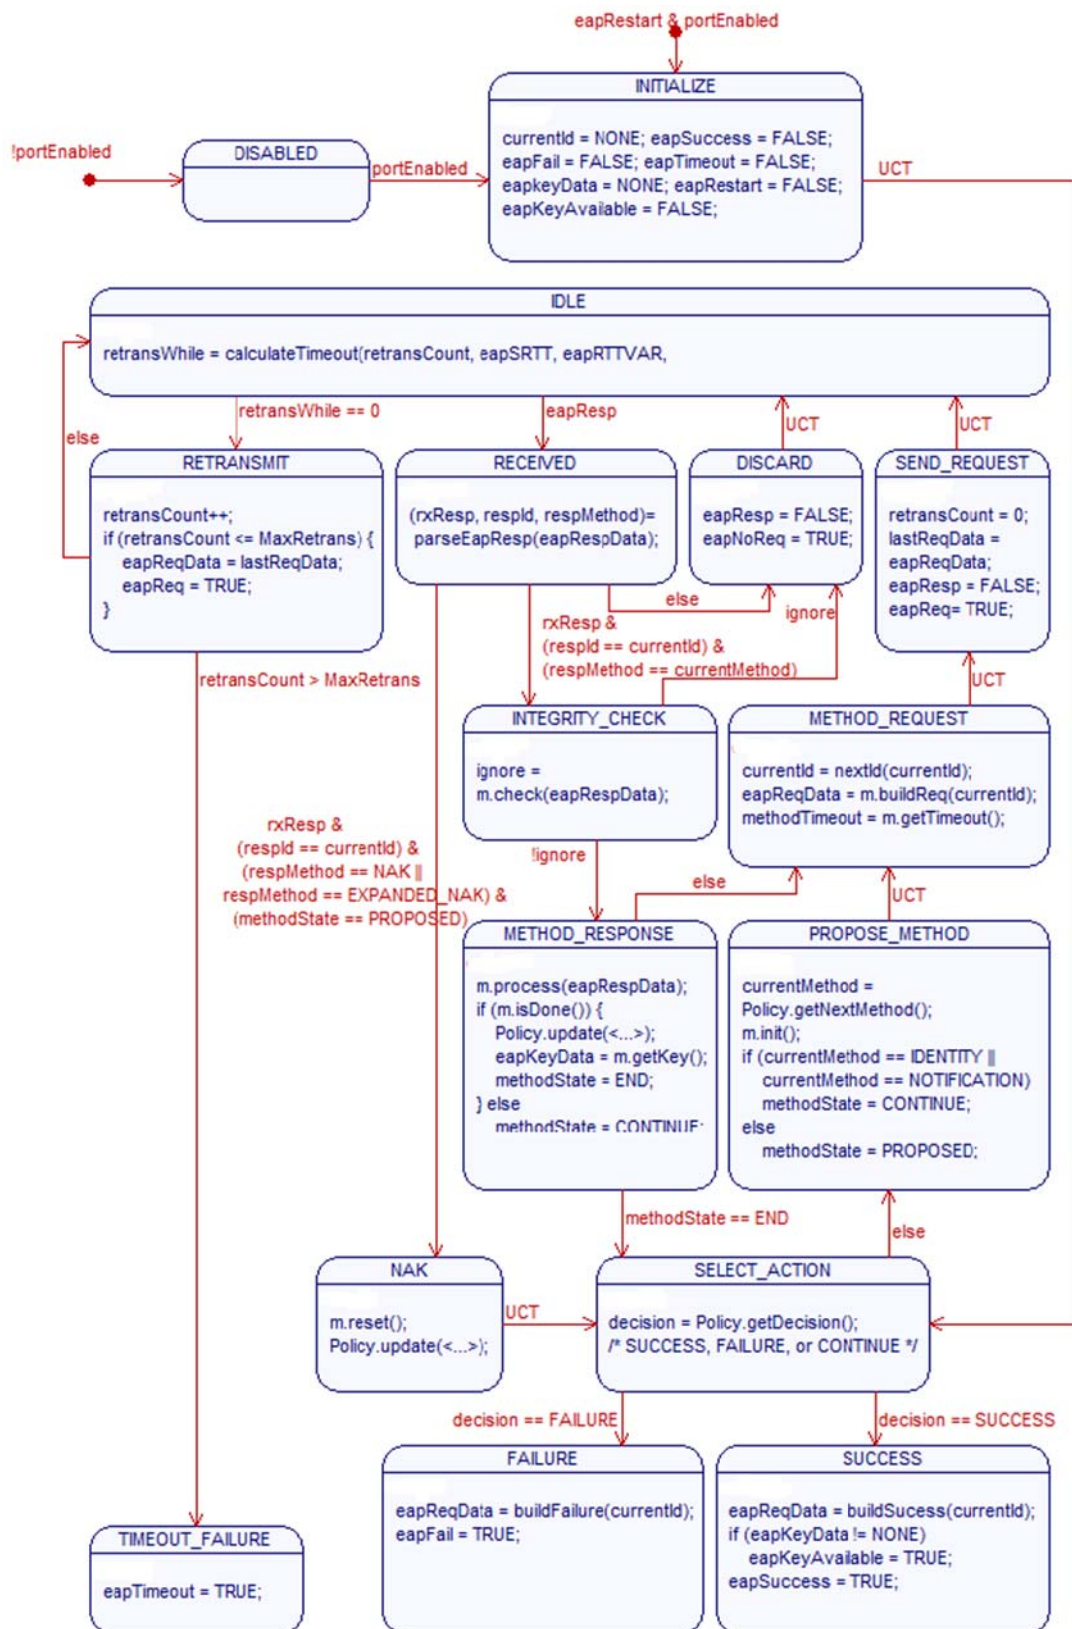 eapRestart & portEnabled
INITIALIZE
currentId = NONE; eapSuccess = FALSE;
eapFail = FALSE; eapTimeout = FALSE;
eapkeyData = NONE; eapRestart = FALSE;
eapKeyAvailable = FALSE;
UCT
!portEnabled
DISABLED
portEnabled
IDLE
retransWhile = calculateTimeout(retransCount, eapSRTT, eapRTTVAR,
retransWhile == 0
eapResp
UCT
UCT
else
RETRANSMIT
retransCount++;
if (retransCount <= MaxRetrans) {
eapReqData = lastReqData;
eapReq = TRUE;
}
RECEIVED
(rxResp, respId, respMethod)=
parseEapResp(eapRespData);
DISCARD
eapResp = FALSE;
eapNoReq = TRUE;
SEND_REQUEST
retransCount = 0;
lastReqData =
eapReqData;
eapResp = FALSE;
eapReq= TRUE;
else
ignore
rxResp &
(respId == currentId) &
(respMethod == currentMethod)
retransCount > MaxRetrans
UCT
INTEGRITY_CHECK
ignore =
m.check(eapRespData);
METHOD_REQUEST
currentId = nextId(currentId);
eapReqData = m.buildReq(currentId);
methodTimeout = m.getTimeout();
rxResp &
(respId == currentId) &
(respMethod == NAK ||
respMethod == EXPANDED_NAK) &
(methodState == PROPOSED)
!ignore
else
UCT
METHOD_RESPONSE
m.process(eapRespData);
if (m.isDone()) {
Policy.update(<...>);
eapKeyData = m.getKey();
methodState = END;
} else
methodState = CONTINUE;
PROPOSE_METHOD
currentMethod =
Policy.getNextMethod();
m.init();
if (currentMethod == IDENTITY ||
currentMethod == NOTIFICATION)
methodState = CONTINUE;
else
methodState = PROPOSED;
methodState == END
else
NAK
m.reset();
Policy.update(<...>);
UCT
SELECT_ACTION
decision = Policy.getDecision();
/* SUCCESS, FAILURE, or CONTINUE */
decision == FAILURE
decision == SUCCESS
FAILURE
eapReqData = buildFailure(currentId);
eapFail = TRUE;
SUCCESS
eapReqData = buildSucess(currentId);
if (eapKeyData != NONE)
eapKeyAvailable = TRUE;
eapSuccess = TRUE;
TIMEOUT_FAILURE
eapTimeout = TRUE;